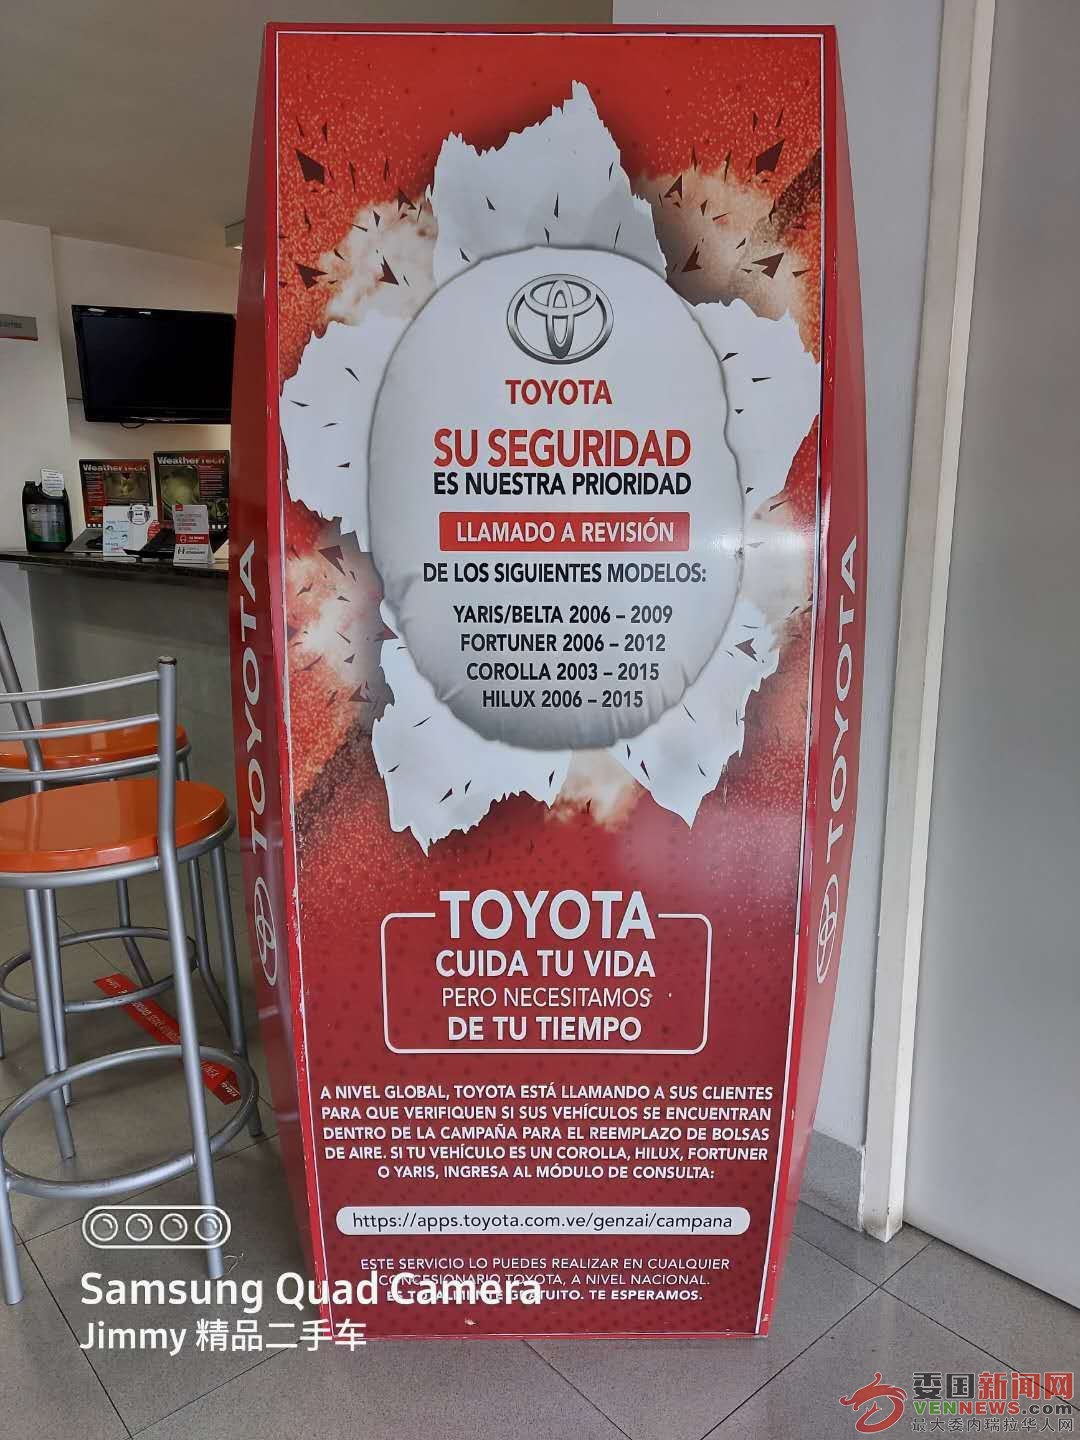 TOYOTA
SU SEGURIDAD
ES NUESTRA PRIORIDAD
LLAMADO A REVISIÓN
DE LOS SIGUIENTES MODELOS:
YARIS/BELTA 2006 – 2009
FORTUNER 2006 – 2012
COROLLA 2003 – 2015
HILUX 2006 – 2015
TOYOTA
CUIDA TU VIDA
PERO NECESITAMOS
DE TU TIEMPO
A NIVEL GLOBAL, TOYOTA ESTÁ LLAMANDO A SUS CLIENTES
PARA QUE VERIFIQUEN SI SUS VEHÍCULOS SE ENCUENTRAN
DENTRO DE LA CAMPAÑA PARA EL REEMPLAZO DE BOLSAS
DE AIRE. SI TU VEHÍCULO ES UN COROLLA, HILUX, FORTUNER
O YARIS, INGRESA AL MÓDULO DE CONSULTA:
https://apps.toyota.com.ve/genzai/campana
ESTE SERVICIO LO PUEDES REALIZAR EN CUALQUIER
CONCESIONARIO TOYOTA, A NIVEL NACIONAL.
ES TOTALMENTE GRATUITO. TE ESPERAMOS.
TOYOTA
TOYOTA
WeatherTech
WeatherTech
Samsung Quad Camera
Jimmy 精品二手车
委国新闻网
VENNEWS.com
最大委内瑞拉华人网